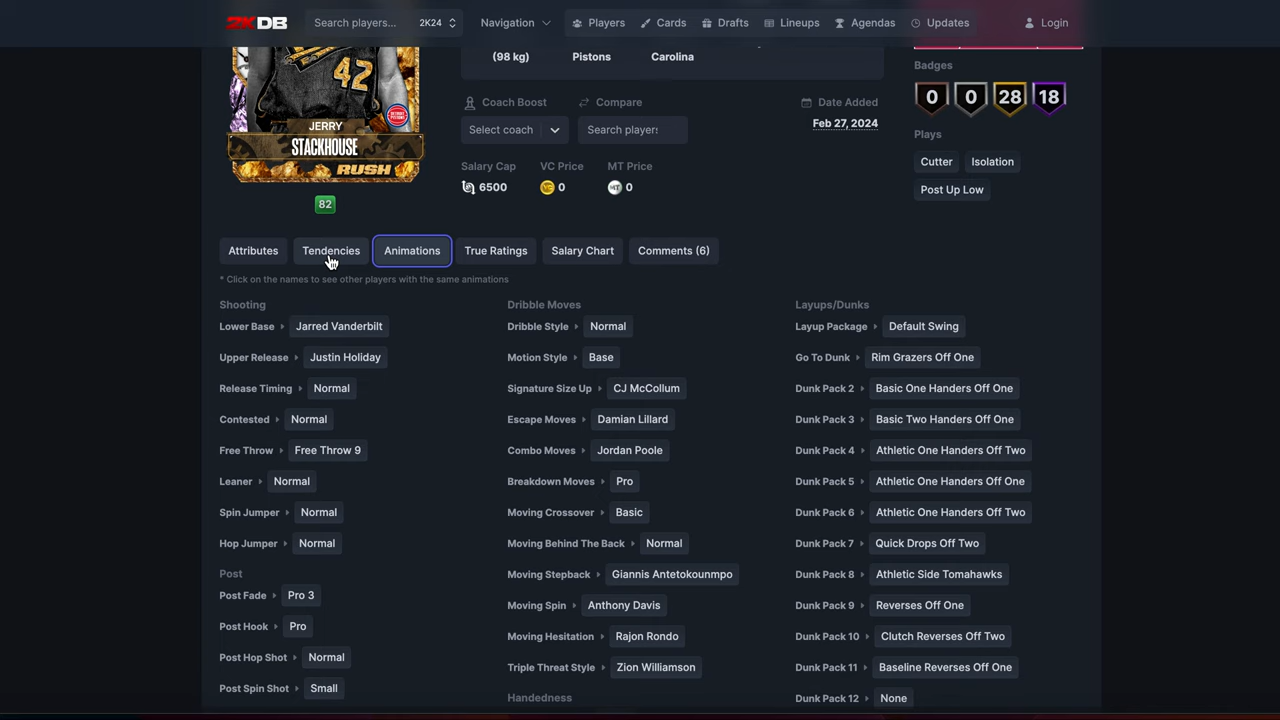 2KDB
Search players...
2K24
Navigation
Players
Cards
Drafts
Lineups
Agendas
Updates
Login
42
JERRY
STACKHOUSE
RUSH
82
(98 kg)
Pistons
Carolina
Coach Boost
Compare
Date Added
Select coach
Search player:
Feb 27, 2024
Salary Cap
VC Price
MT Price
6500
0
0
Badges
0
0
28
18
Plays
Cutter
Isolation
Post Up Low
Attributes
Tendencies
Animations
True Ratings
Salary Chart
Comments (6)
* Click on the names to see other players with the same animations
Shooting
Lower Base Jarred Vanderbilt
Upper Release Justin Holiday
Release Timing Normal
Contested Normal
Free Throw Free Throw 9
Leaner Normal
Spin Jumper Normal
Hop Jumper Normal
Post
Post Fade Pro 3
Post Hook Pro
Post Hop Shot Normal
Post Spin Shot Small
Dribble Moves
Dribble Style Normal
Motion Style Base
Signature Size Up CJ McCollum
Escape Moves Damian Lillard
Combo Moves Jordan Poole
Breakdown Moves Pro
Moving Crossover Basic
Moving Behind The Back Normal
Moving Stepback Giannis Antetokounmpo
Moving Spin Anthony Davis
Moving Hesitation Rajon Rondo
Triple Threat Style Zion Williamson
Handedness
Layups/Dunks
Layup Package Default Swing
Go To Dunk Rim Grazers Off One
Dunk Pack 2 Basic One Handers Off One
Dunk Pack 3 Basic Two Handers Off One
Dunk Pack 4 Athletic One Handers Off Two
Dunk Pack 5 Athletic One Handers Off One
Dunk Pack 6 Athletic One Handers Off Two
Dunk Pack 7 Quick Drops Off Two
Dunk Pack 8 Athletic Side Tomahawks
Dunk Pack 9 Reverses Off One
Dunk Pack 10 Clutch Reverses Off Two
Dunk Pack 11 Baseline Reverses Off One
Dunk Pack 12 None